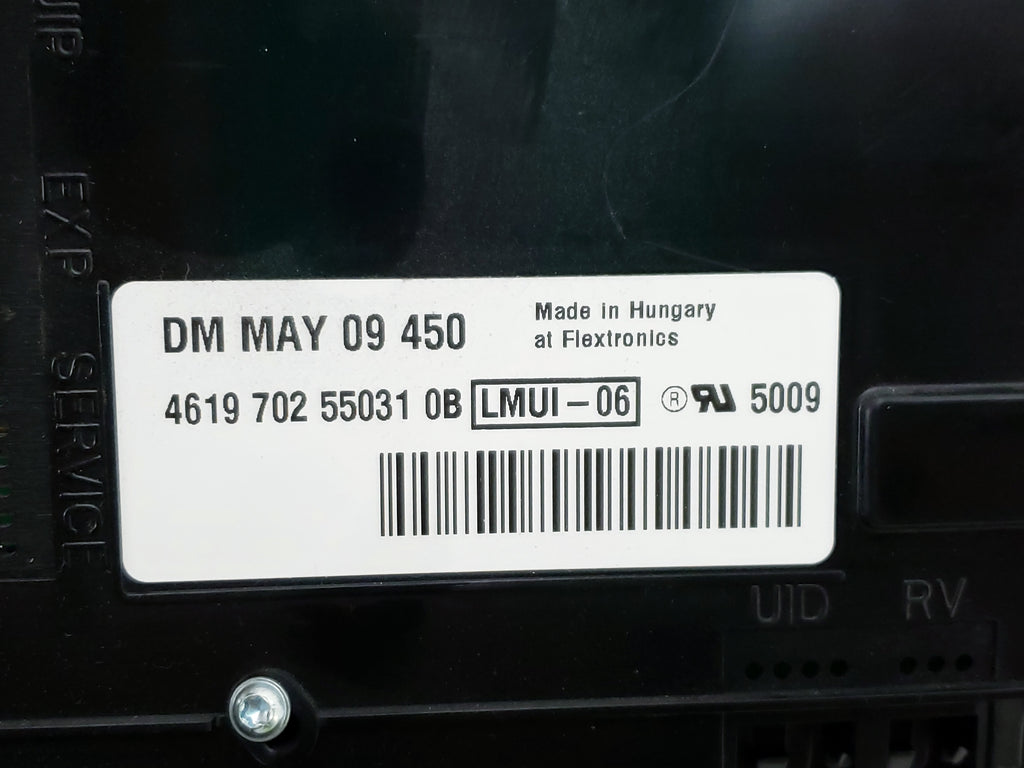 UIP
EXP
SERVICE
DM MAY 09 450
Made in Hungary
at Flextronics
4619 702 55031 0B LMUI-06 ® 5009
UID
RV